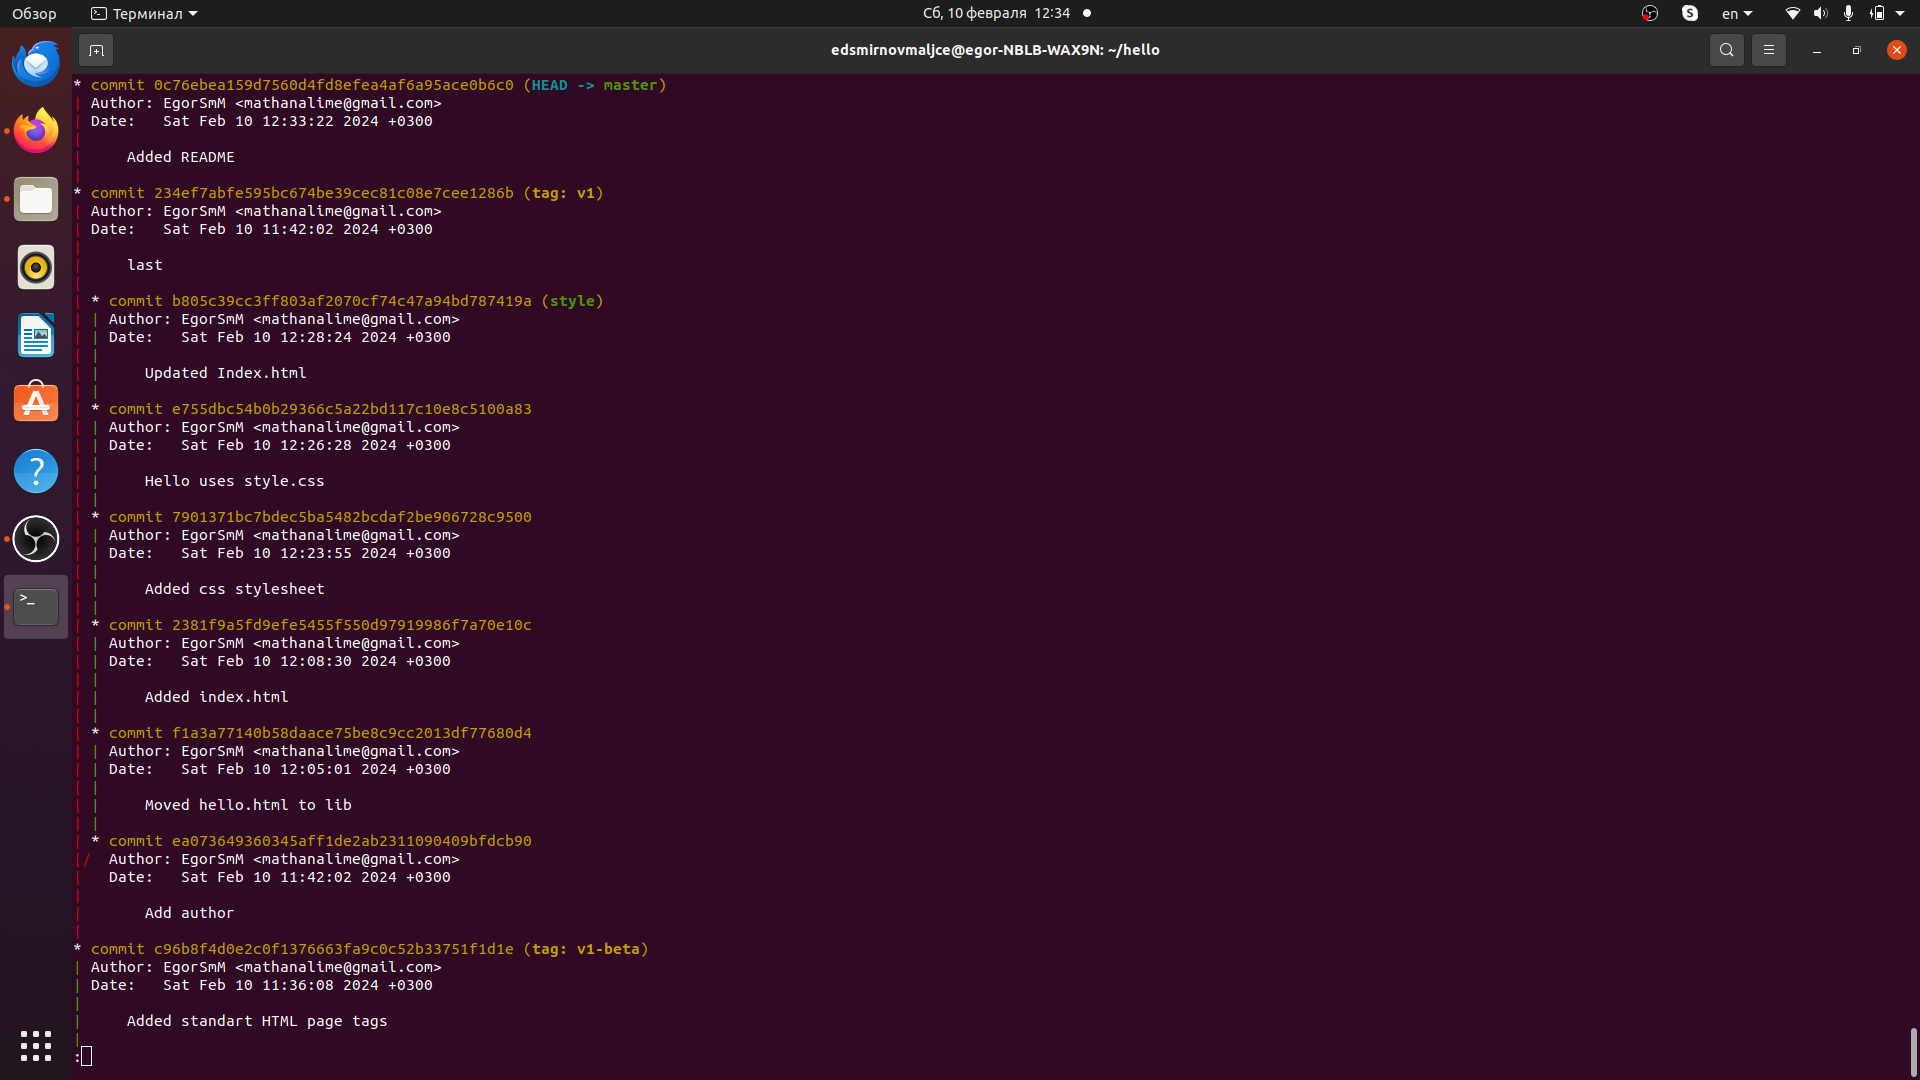 Обзор
Терминал
Сб, 10 февраля 12:34
en
edsmirnovmaljce@egor-NBLB-WAX9N: ~/hello
* commit 0c76ebea159d7560d4fd8efea4af6a95ace0b6c0 (HEAD -> master)
| Author: EgorSmM <mathanalime@gmail.com>
| Date:   Sat Feb 10 12:33:22 2024 +0300
|
|     Added README
|
* commit 234ef7abfe595bc674be39cec81c08e7cee1286b (tag: v1)
| Author: EgorSmM <mathanalime@gmail.com>
| Date:   Sat Feb 10 11:42:02 2024 +0300
|
|     last
|
| * commit b805c39cc3ff803af2070cf74c47a94bd787419a (style)
| | Author: EgorSmM <mathanalime@gmail.com>
| | Date:   Sat Feb 10 12:28:24 2024 +0300
| |
| |     Updated Index.html
| |
| * commit e755dbc54b0b29366c5a22bd117c10e8c5100a83
| | Author: EgorSmM <mathanalime@gmail.com>
| | Date:   Sat Feb 10 12:26:28 2024 +0300
| |
| |     Hello uses style.css
| |
| * commit 7901371bc7bdec5ba5482bcdaf2be906728c9500
| | Author: EgorSmM <mathanalime@gmail.com>
| | Date:   Sat Feb 10 12:23:55 2024 +0300
| |
| |     Added css stylesheet
| |
| * commit 2381f9a5fd9efe5455f550d97919986f7a70e10c
| | Author: EgorSmM <mathanalime@gmail.com>
| | Date:   Sat Feb 10 12:08:30 2024 +0300
| |
| |     Added index.html
| |
| * commit f1a3a77140b58daace75be8c9cc2013df77680d4
| | Author: EgorSmM <mathanalime@gmail.com>
| | Date:   Sat Feb 10 12:05:01 2024 +0300
| |
| |     Moved hello.html to lib
| |
| * commit ea073649360345aff1de2ab2311090409bfdcb90
|/  Author: EgorSmM <mathanalime@gmail.com>
|   Date:   Sat Feb 10 11:42:02 2024 +0300
|
|       Add author
|
* commit c96b8f4d0e2c0f1376663fa9c0c52b33751f1d1e (tag: v1-beta)
| Author: EgorSmM <mathanalime@gmail.com>
| Date:   Sat Feb 10 11:36:08 2024 +0300
|
|     Added standart HTML page tags
|
: